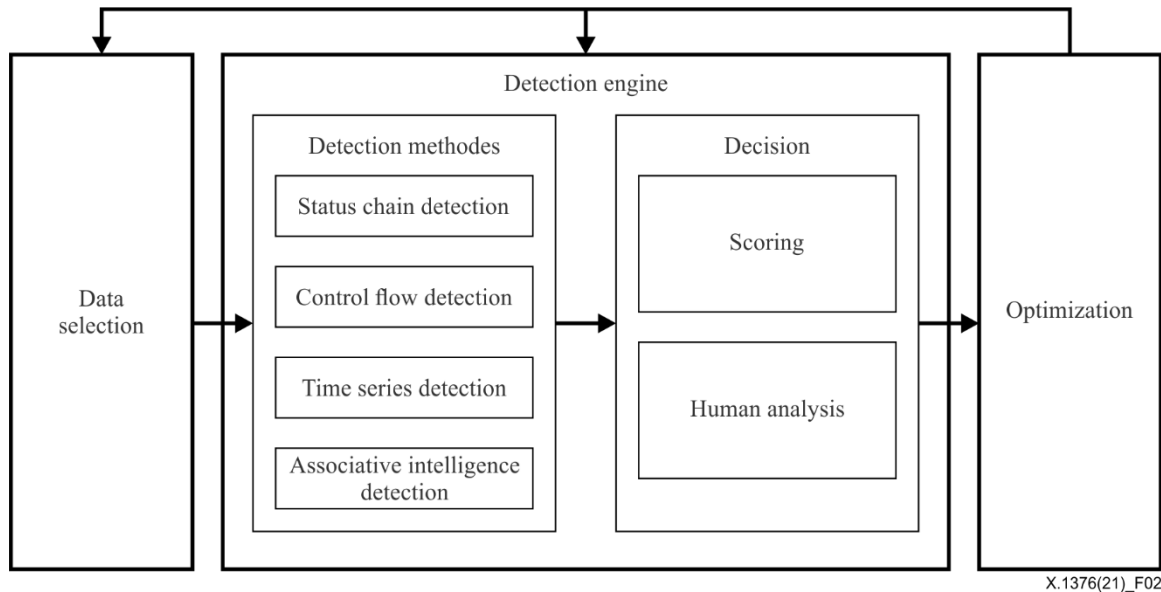 Detection engine
Data
selection
Detection methodes
Status chain detection
Control flow detection
Time series detection
Associative intelligence
detection
Decision
Scoring
Human analysis
Optimization
X.1376(21)_F02